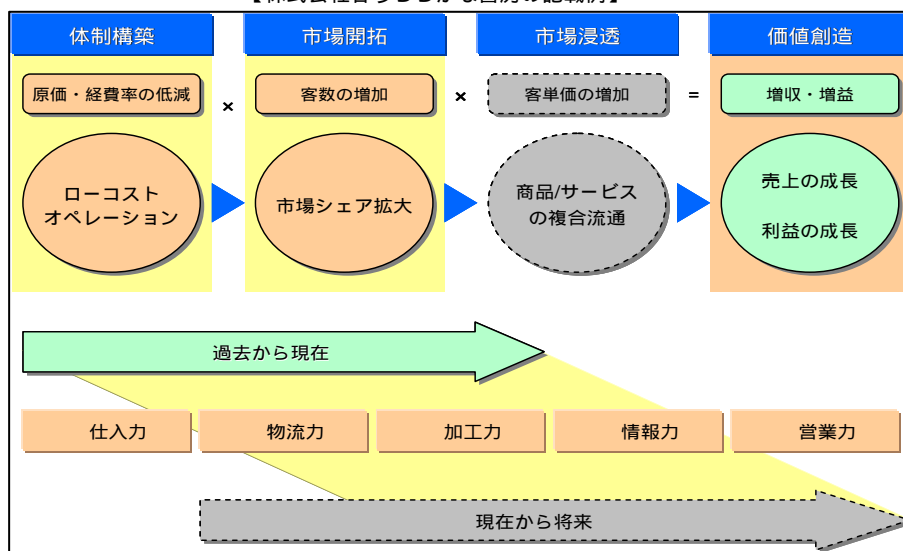 体制構築 市場開拓 市場浸透 価値創造
原価・経費率の低減 × 客数の増加 × 客単価の増加 = 増収・増益
ローコスト
オペレーション
市場シェア拡大
商品/サービス
の複合流通
売上の成長
利益の成長
過去から現在
仕入力 物流力 加工力 情報力 営業力
現在から将来